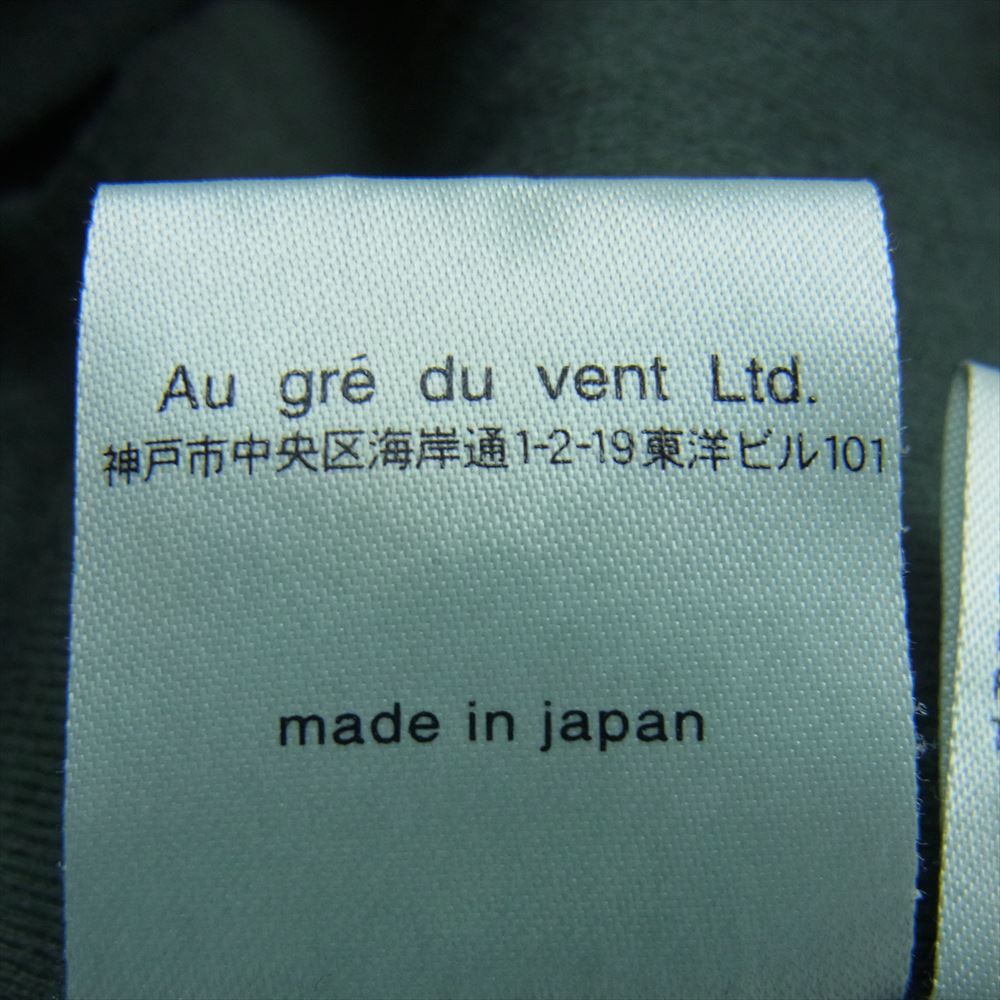 Au gré du vent Ltd.
神戸市中央区海岸通1-2-19東洋ビル101
made in japan